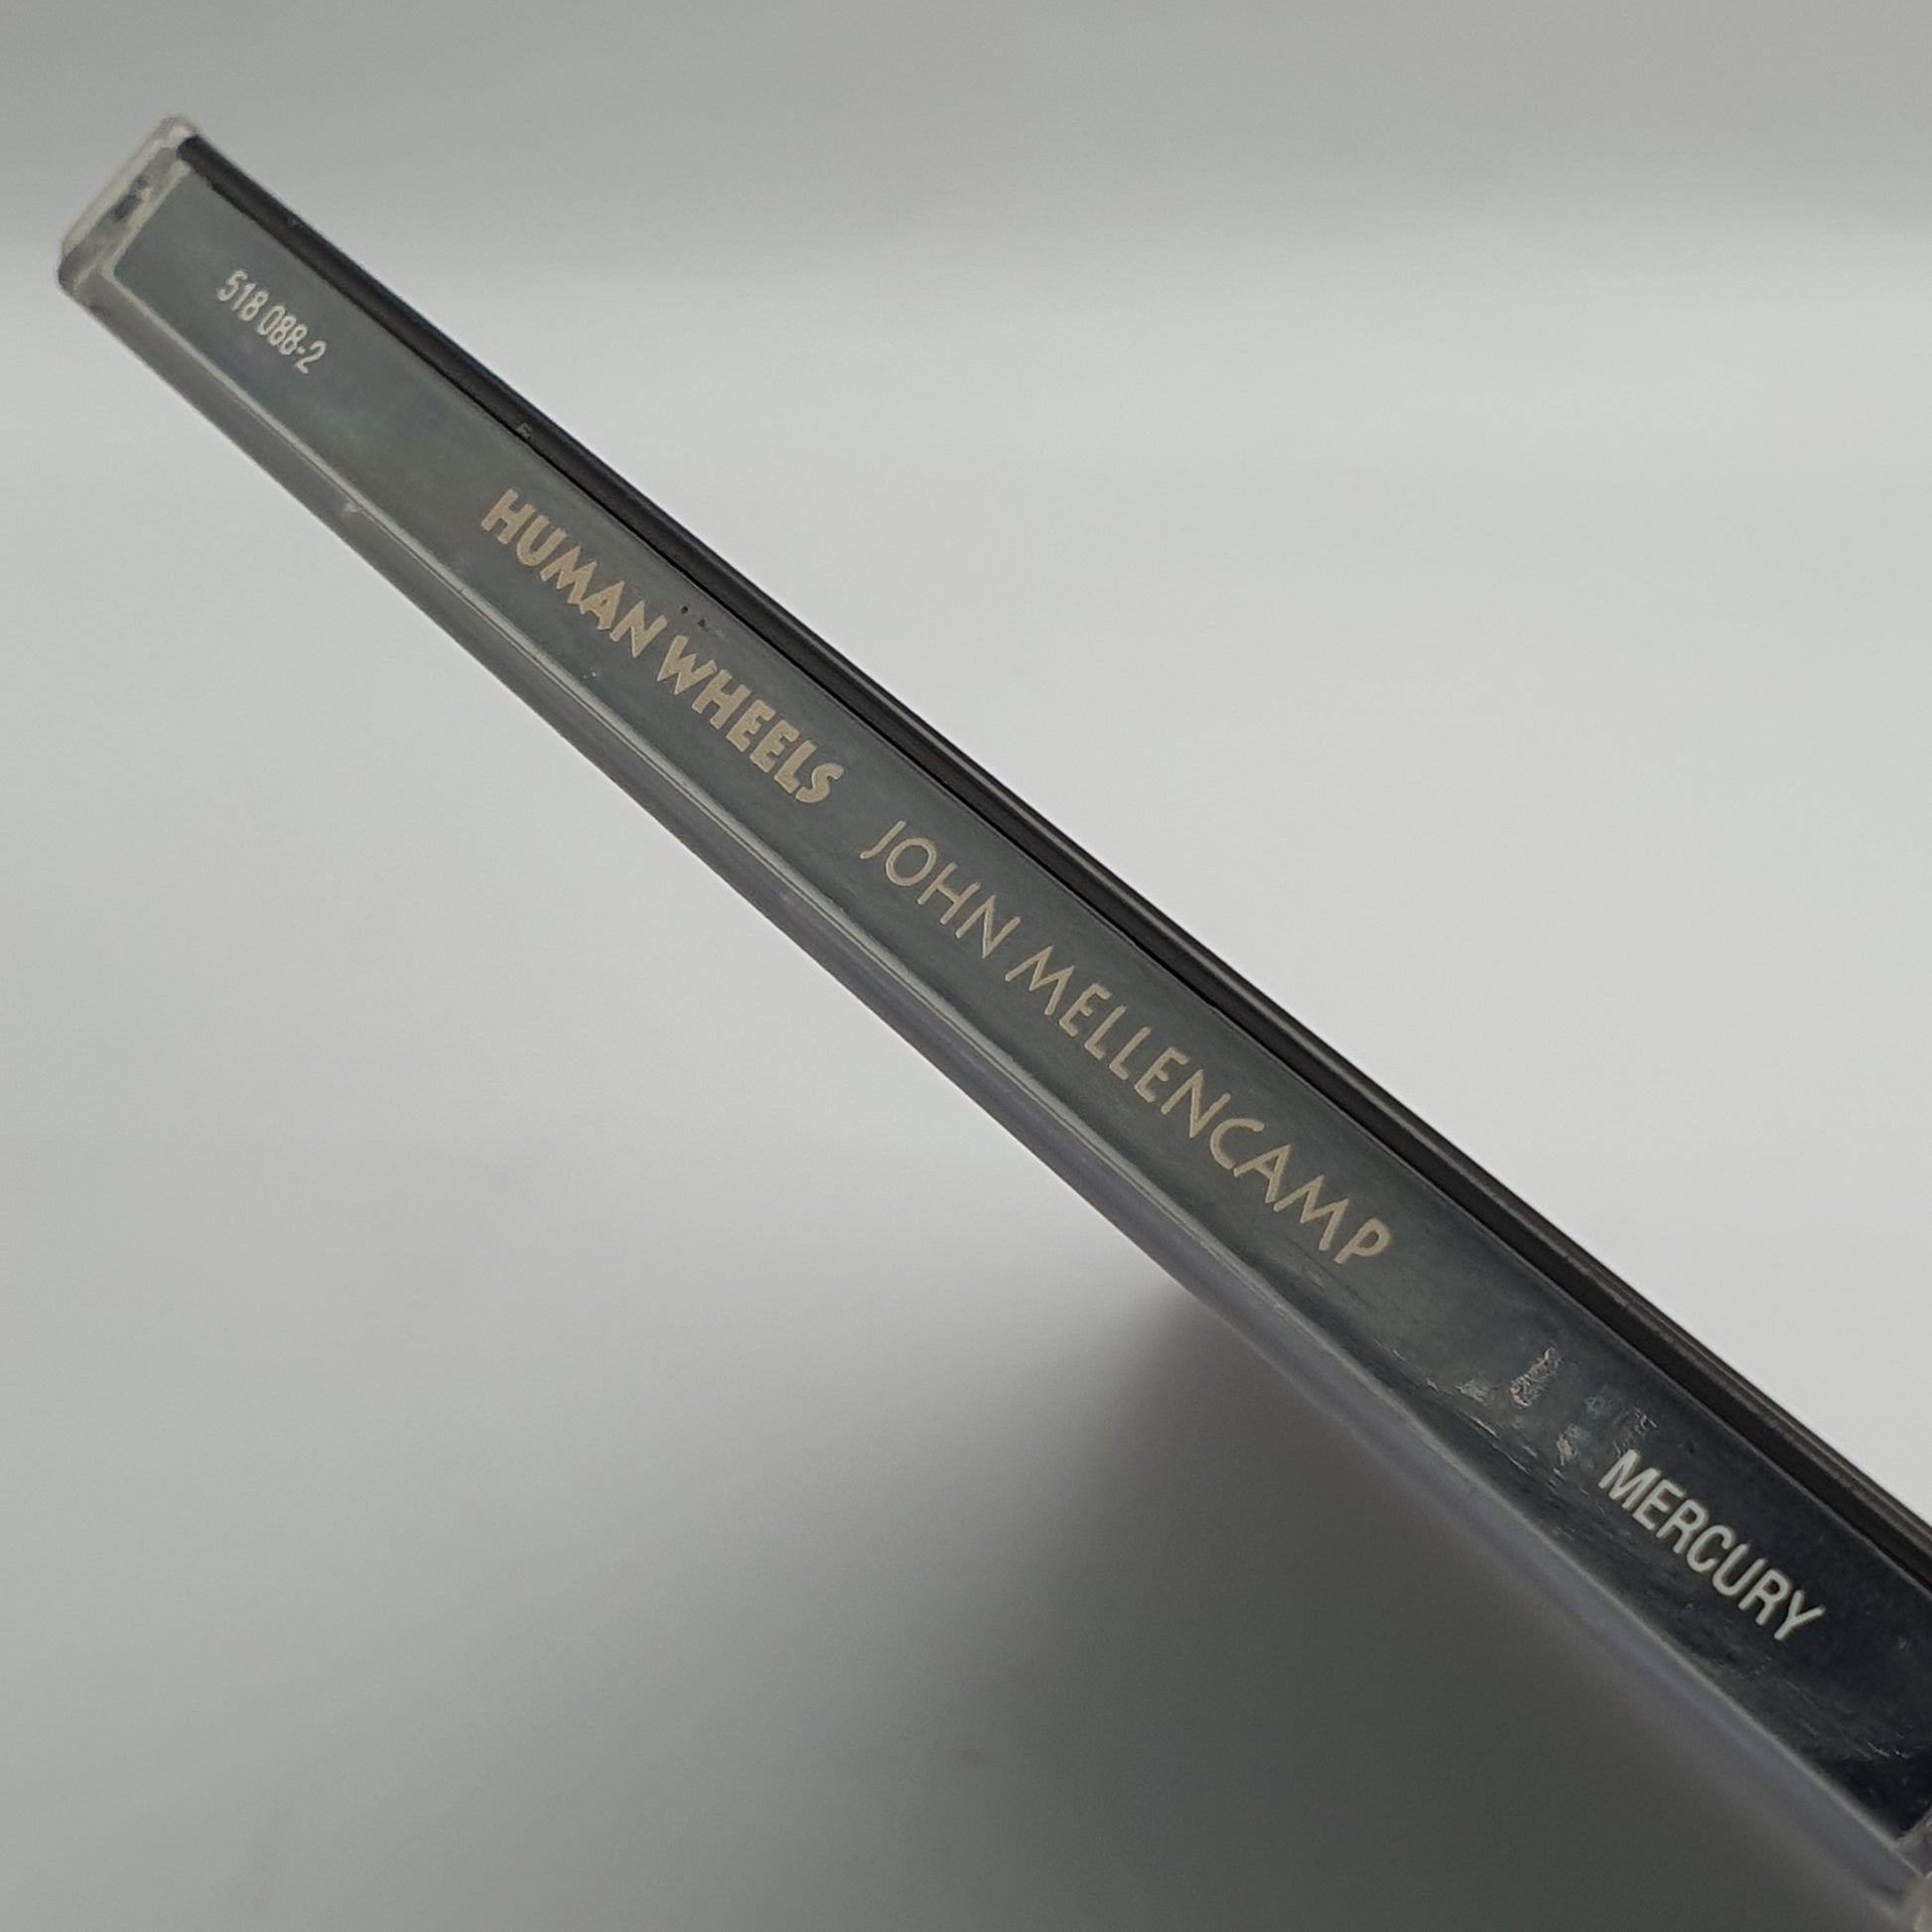 518 088-2 HUMAN WHEELS JOHN MELLENCAMP MERCURY